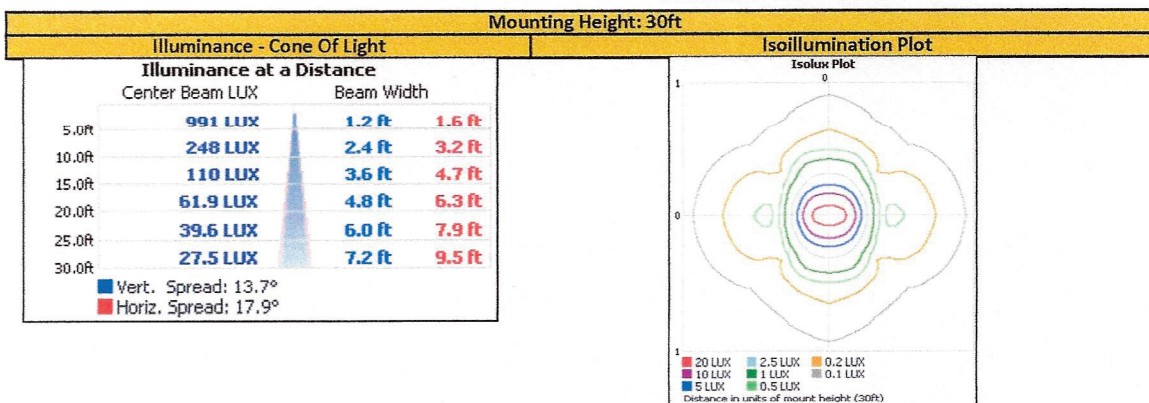 Mounting Height: 30ft
Illuminance - Cone Of Light
Isoillumination Plot
Illuminance at a Distance
Center Beam LUX Beam Width
5.0ft 991 LUX 1.2 ft 1.6 ft
10.0ft 248 LUX 2.4 ft 3.2 ft
15.0ft 110 LUX 3.6 ft 4.7 ft
20.0ft 61.9 LUX 4.8 ft 6.3 ft
25.0ft 39.6 LUX 6.0 ft 7.9 ft
30.0ft 27.5 LUX 7.2 ft 9.5 ft
Vert. Spread: 13.7°
Horiz. Spread: 17.9°
Isolux Plot
0
1
0
1
20 LUX 2.5 LUX 0.2 LUX
10 LUX 1 LUX 0.1 LUX
5 LUX 0.5 LUX
Distance in units of mount height (30ft)